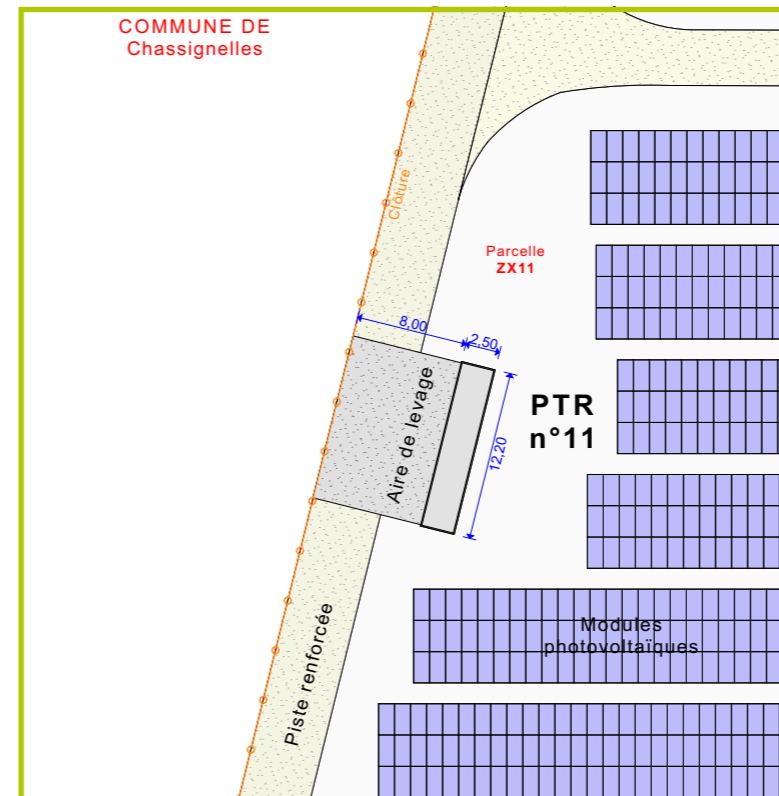 COMMUNE DE
Chassignelles
Clôture
Parcelle
ZX11
8,00
2,50
Aire de levage
PTR
n°11
12,20
Modules
photovoltaïques
Piste renforcée